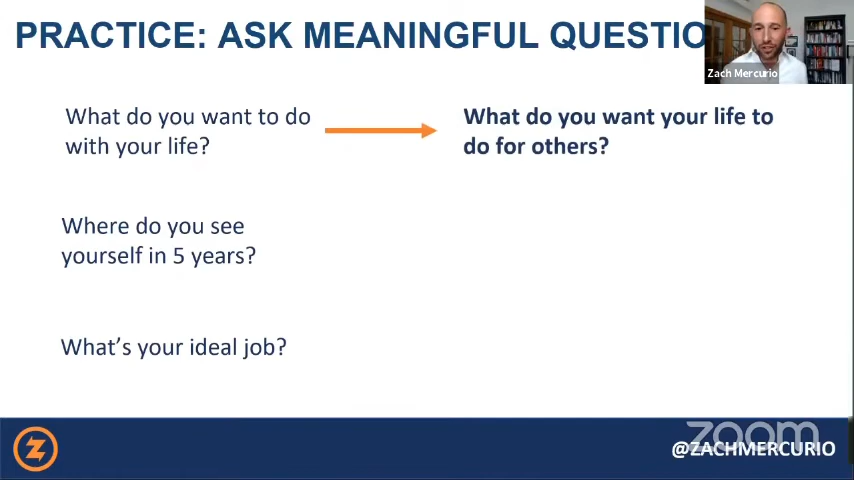 PRACTICE: ASK MEANINGFUL QUESTIO
Zach Mercurio
What do you want to do
with your life?
What do you want your life to
do for others?
Where do you see
yourself in 5 years?
What's your ideal job?
zoom
@ZACHMERCURIO